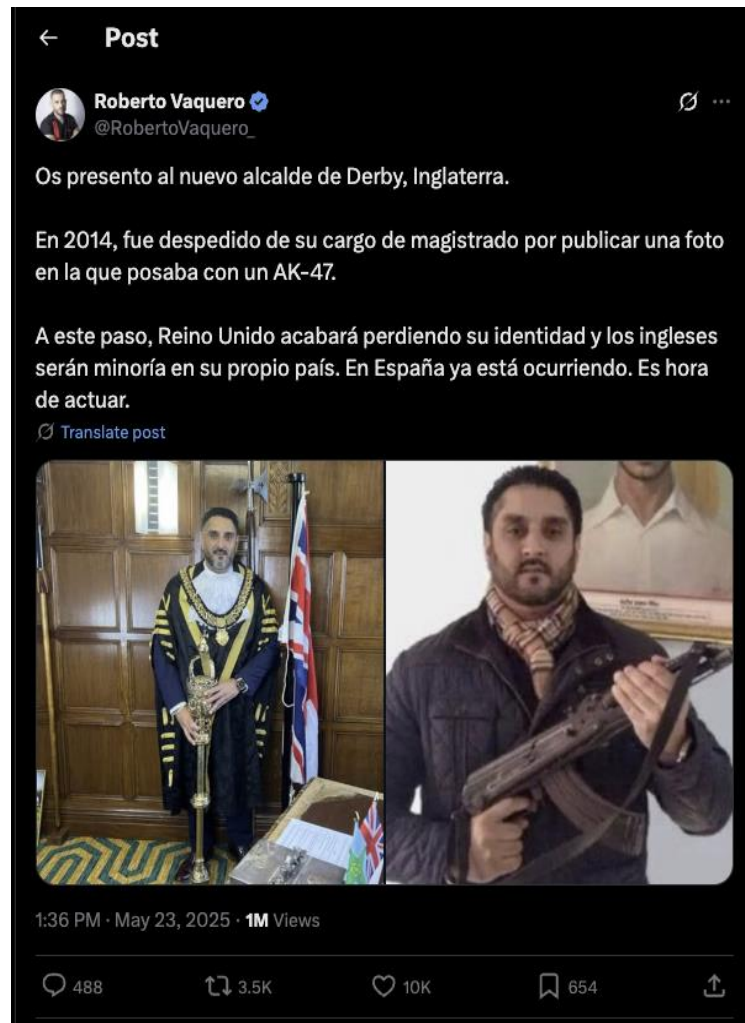 Post
Roberto Vaquero
@RobertoVaquero_
Os presento al nuevo alcalde de Derby, Inglaterra.
En 2014, fue despedido de su cargo de magistrado por publicar una foto
en la que posaba con un AK-47.
A este paso, Reino Unido acabará perdiendo su identidad y los ingleses
serán minoría en su propio país. En España ya está ocurriendo. Es hora
de actuar.
Translate post
1:36 PM · May 23, 2025 · 1M Views
488 3.5K 10K 654